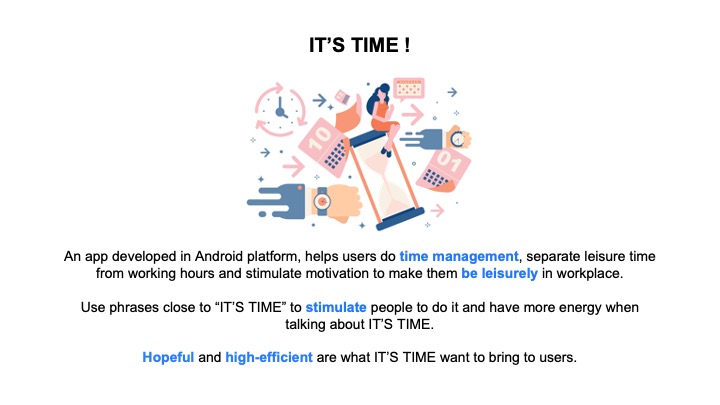 IT’S TIME !
10
01
An app developed in Android platform, helps users do time management, separate leisure time
from working hours and stimulate motivation to make them be leisurely in workplace.
Use phrases close to “IT’S TIME” to stimulate people to do it and have more energy when
talking about IT’S TIME.
Hopeful and high-efficient are what IT’S TIME want to bring to users.